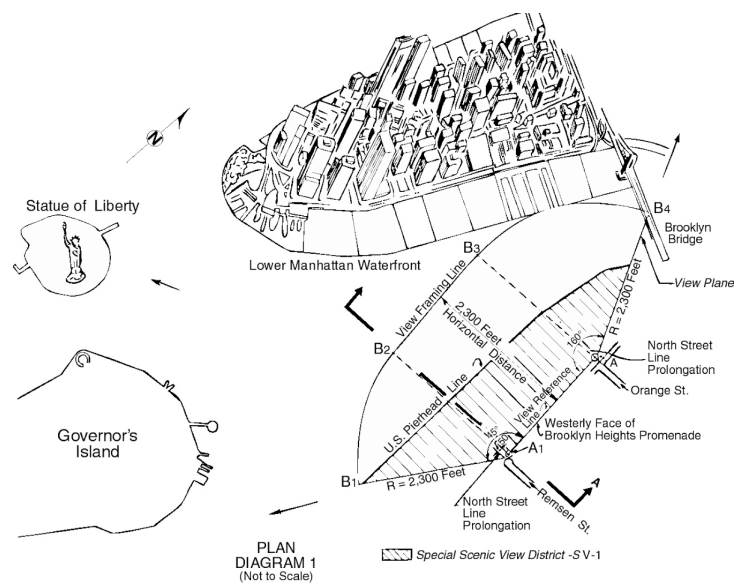 N
Statue of Liberty
Lower Manhattan Waterfront
B4
Brooklyn
Bridge
View Plane
B3
View Framing Line
2,300 Feet
Horizontal Distance
R = 2,300 Feet
160°
North Street
Line
Prolongation
A
Orange St.
B2
U.S. Pierhead Line
View Reference
Line
Westerly Face of
Brooklyn Heights Promenade
Governor's
Island
45°
A1
B1
R = 2,300 Feet
A
Remsen St.
North Street
Line
Prolongation
PLAN
DIAGRAM 1
(Not to Scale)
Special Scenic View District -SV-1